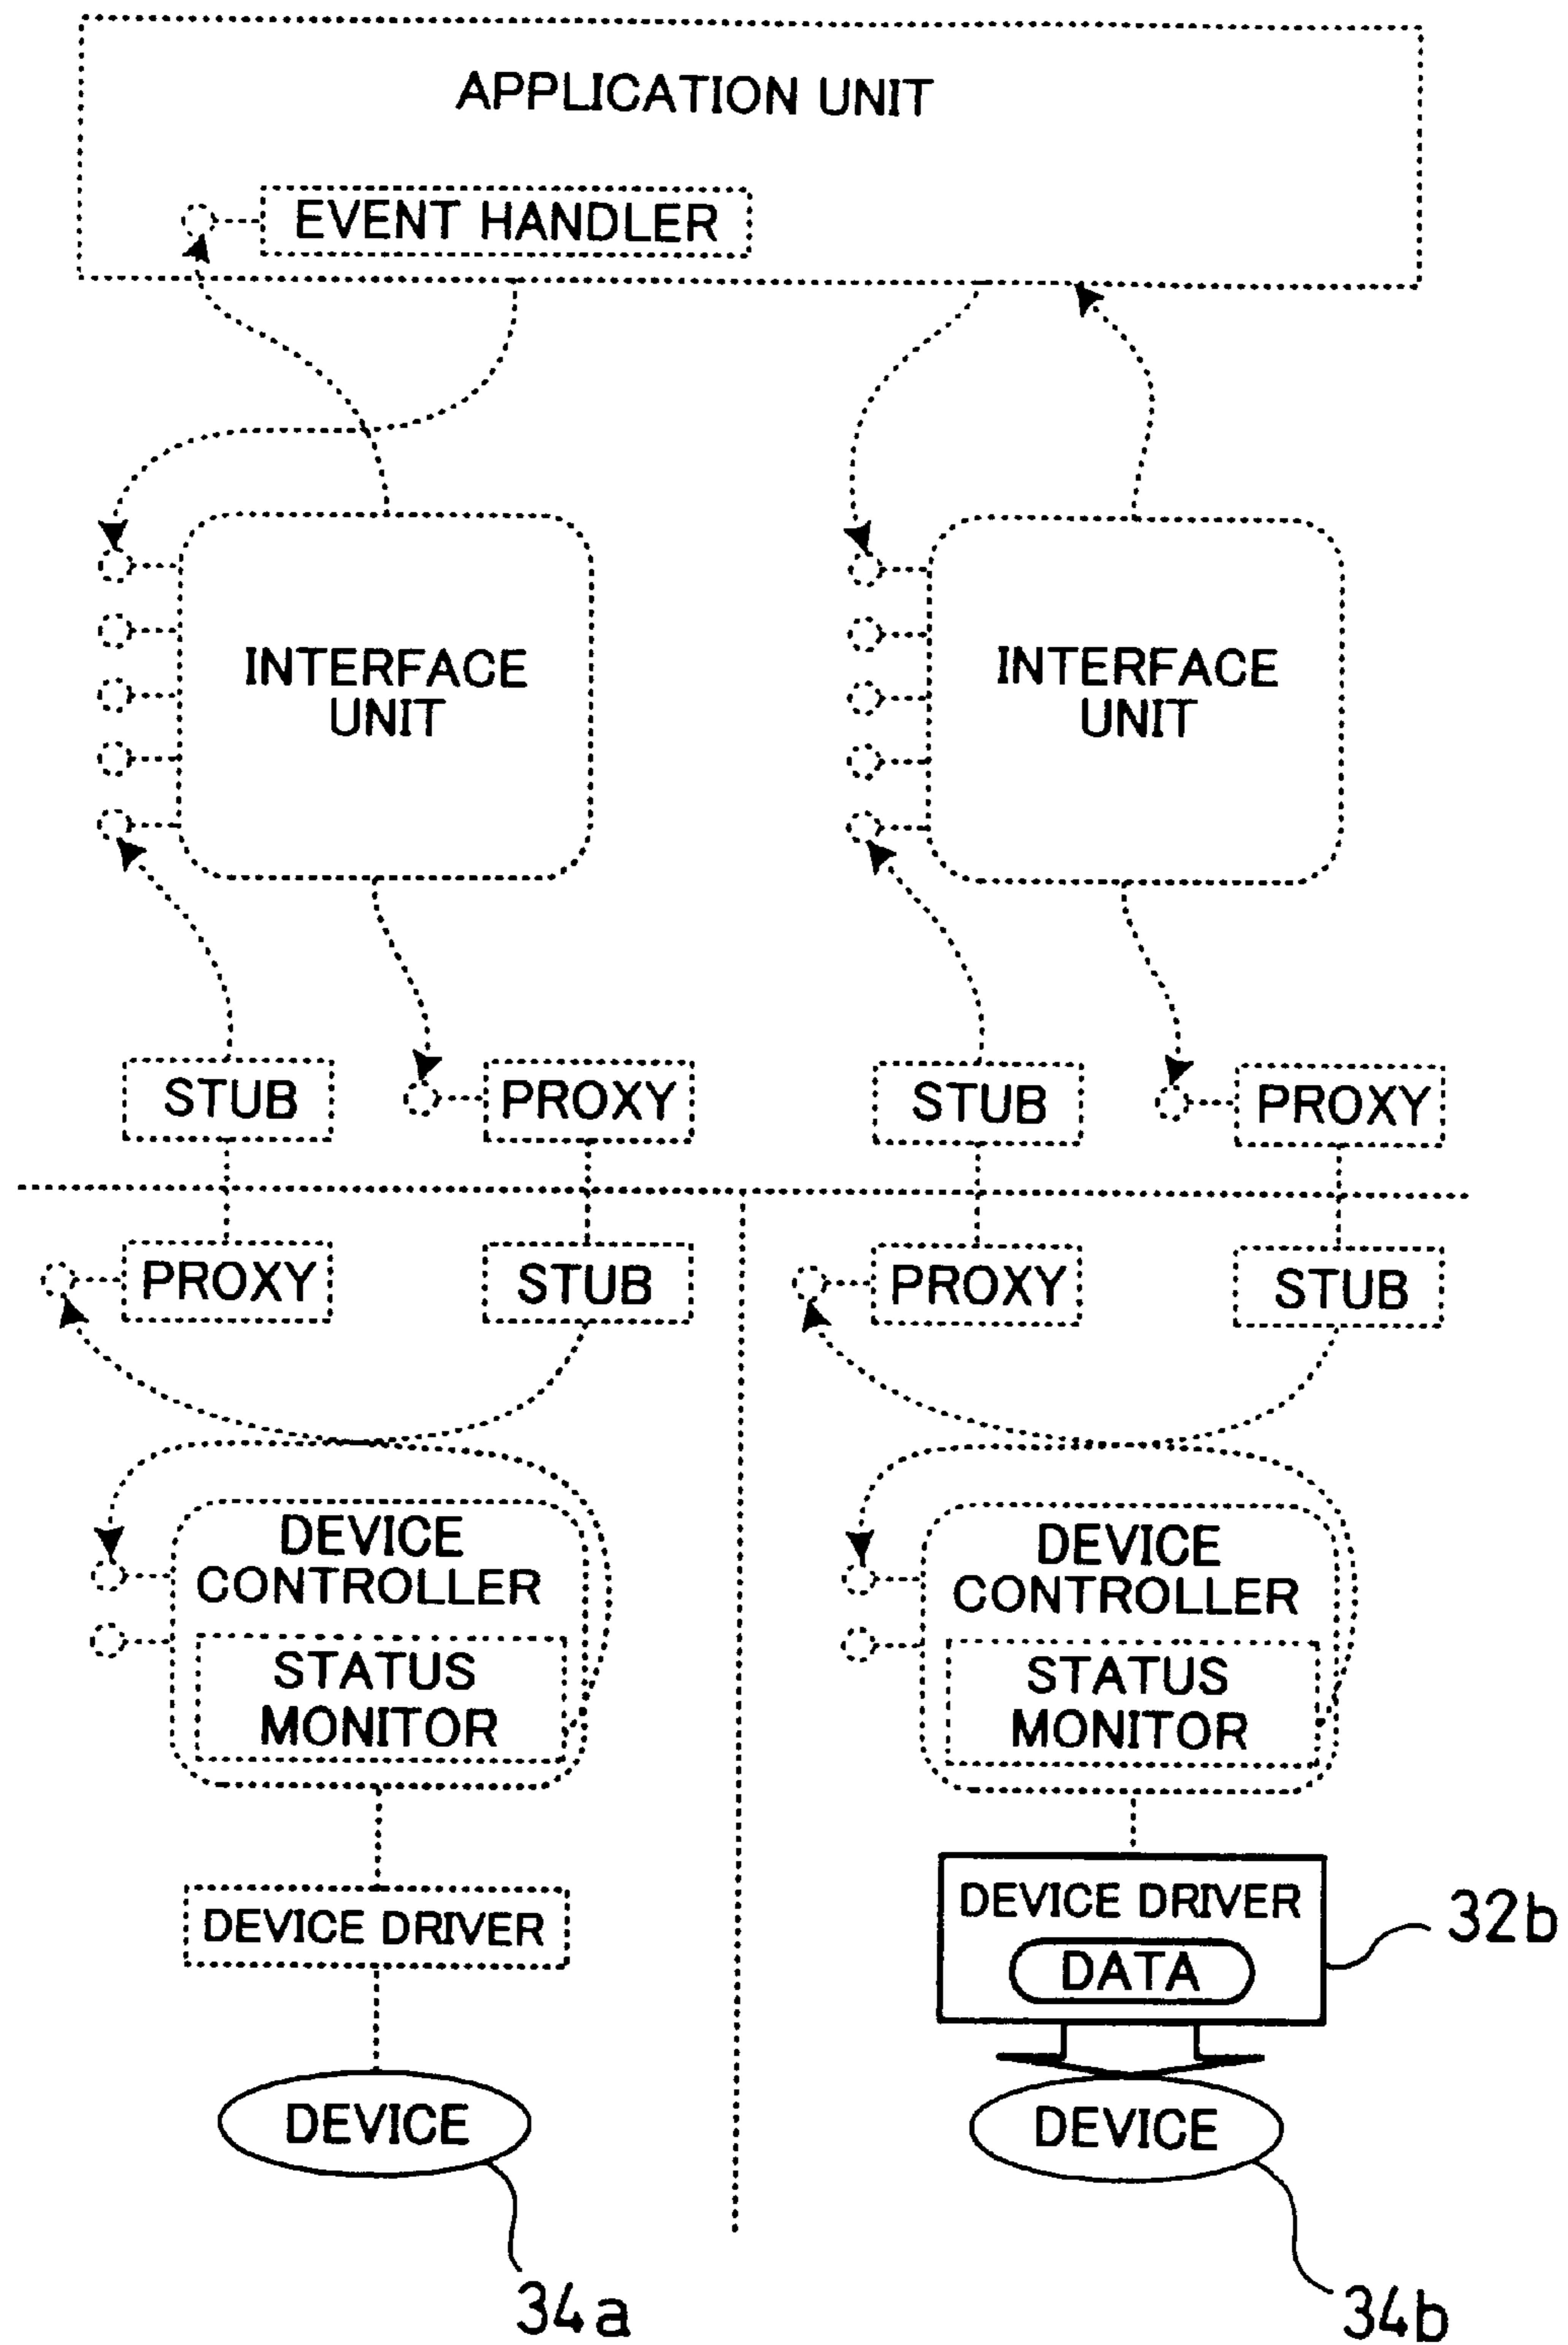 APPLICATION UNIT
EVENT HANDLER
INTERFACE
UNIT
INTERFACE
UNIT
STUB
PROXY
STUB
PROXY
PROXY
STUB
PROXY
STUB
DEVICE
CONTROLLER
STATUS
MONITOR
DEVICE
CONTROLLER
STATUS
MONITOR
DEVICE DRIVER
DEVICE DRIVER
DATA
32b
DEVICE
DEVICE
34a
34b